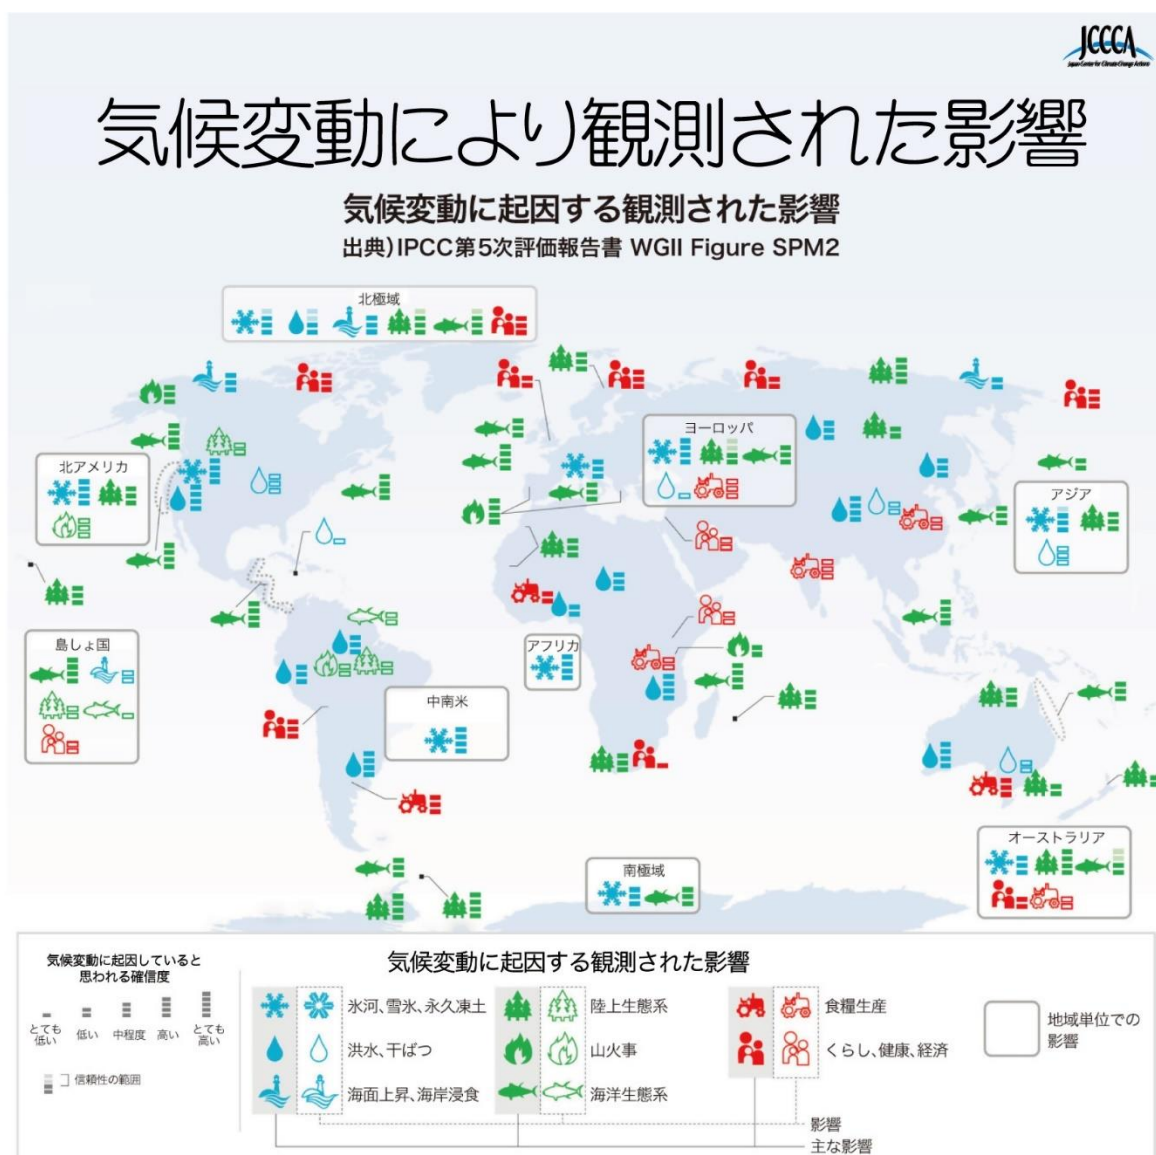 JCCCA
Japan Center for Climate Change Actions
気候変動により観測された影響
気候変動に起因する観測された影響
出典)IPCC第5次評価報告書 WGII Figure SPM2
北極域
ヨーロッパ
北アメリカ
アジア
島しょ国
アフリカ
中南米
オーストラリア
南極域
気候変動に起因していると
思われる確信度
とても
低い
低い
中程度
高い
とても
高い
信頼性の範囲
気候変動に起因する観測された影響
氷河、雪氷、永久凍土
陸上生態系
食糧生産
洪水、干ばつ
山火事
くらし、健康、経済
海面上昇、海岸浸食
海洋生態系
地域単位での
影響
影響
主な影響